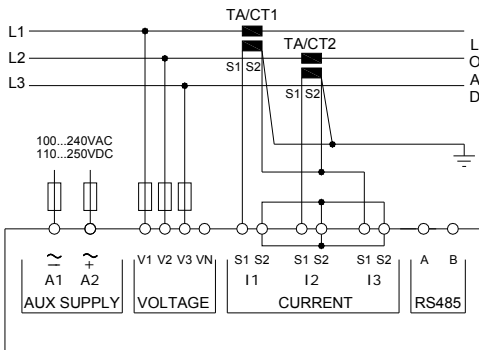 TA/CT1
L1
TA/CT2
L2
S1 S2
L
O
A
D
L3
S1 S2
100...240VAC
110...250VDC
~ ~
− +
V1 V2 V3 VN S1 S2 S1 S2 S1 S2 A B
A1 A2 I1 I2 I3
AUX SUPPLY VOLTAGE CURRENT RS485